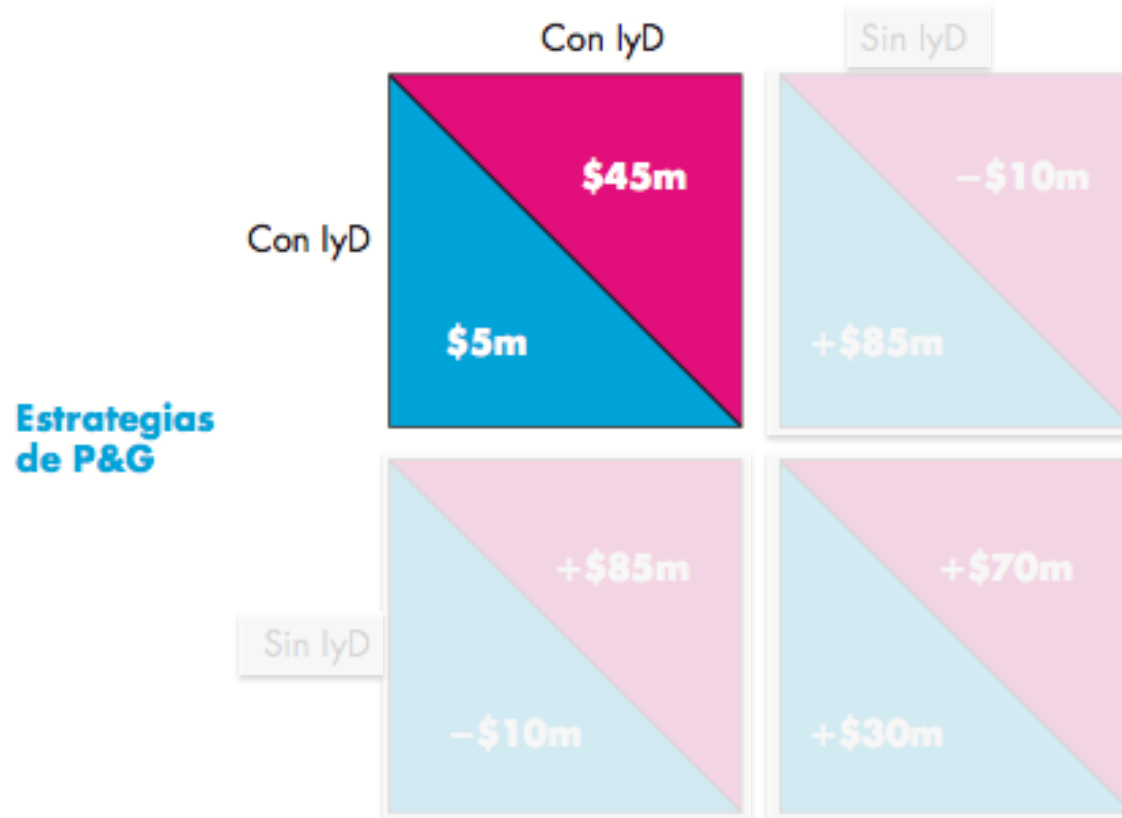 Con IyD
Sin IyD
$45m
−$10m
Con IyD
$5m
+$85m
Estrategias
de P&G
+$85m
+$70m
Sin IyD
−$10m
+$30m